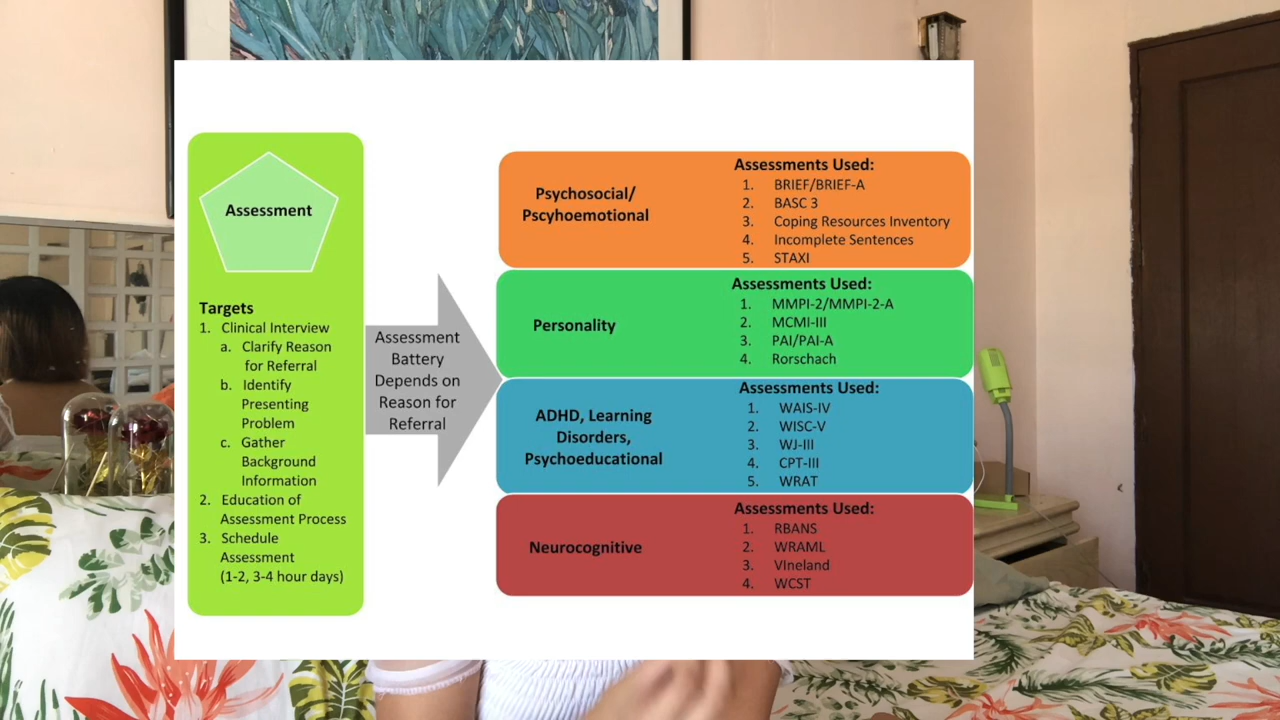 Assessment
Targets
1. Clinical Interview
a. Clarify Reason
for Referral
b. Identify
Presenting
Problem
c. Gather
Background
Information
2. Education of
Assessment Process
3. Schedule
Assessment
(1-2, 3-4 hour days)
Assessment
Battery
Depends on
Reason for
Referral
Psychosocial/
Pscyhoemotional
Assessments Used:
1. BRIEF/BRIEF-A
2. BASC 3
3. Coping Resources Inventory
4. Incomplete Sentences
5. STAXI
Personality
Assessments Used:
1. MMPI-2/MMPI-2-A
2. MCMI-III
3. PAI/PAI-A
4. Rorschach
ADHD, Learning
Disorders,
Psychoeducational
Assessments Used:
1. WAIS-IV
2. WISC-V
3. WJ-III
4. CPT-III
5. WRAT
Neurocognitive
Assessments Used:
1. RBANS
2. WRAML
3. VIneland
4. WCST